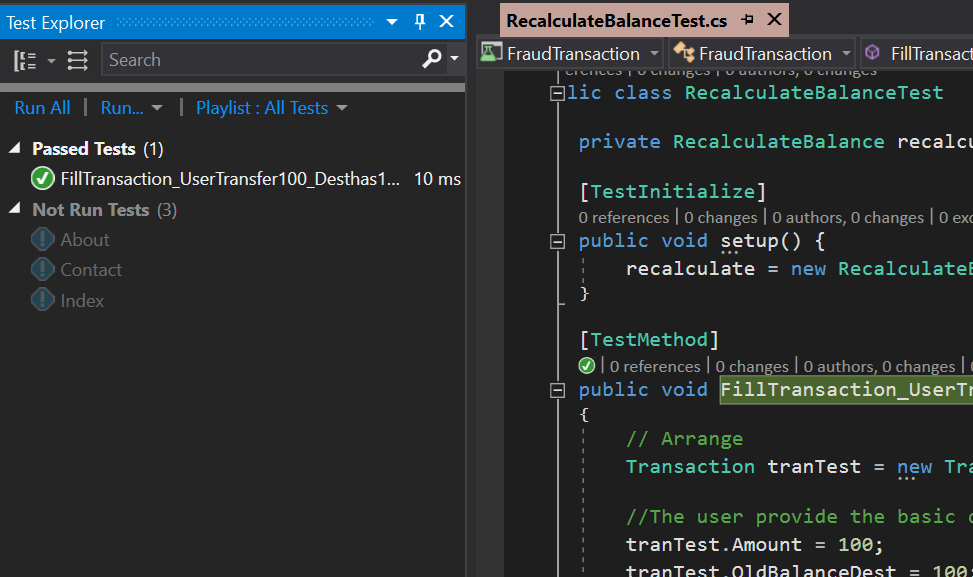 Test Explorer
Search
Run All | Run... | Playlist : All Tests
Passed Tests (1)
FillTransaction_UserTransfer100_Desthas1... 10 ms
Not Run Tests (3)
About
Contact
Index
RecalculateBalanceTest.cs
FraudTransaction FraudTransaction FillTransact
erences | 0 changes | 0 authors, 0 changes
lic class RecalculateBalanceTest
private RecalculateBalance recalcu
[TestInitialize]
0 references | 0 changes | 0 authors, 0 changes | 0 exc
public void setup() {
recalculate = new RecalculateB
}
[TestMethod]
| 0 references | 0 changes | 0 authors, 0 changes |
public void FillTransaction_UserTr
{
// Arrange
Transaction tranTest = new Tra
//The user provide the basic
tranTest.Amount = 100;
tranTest.OldBalanceDest = 100;